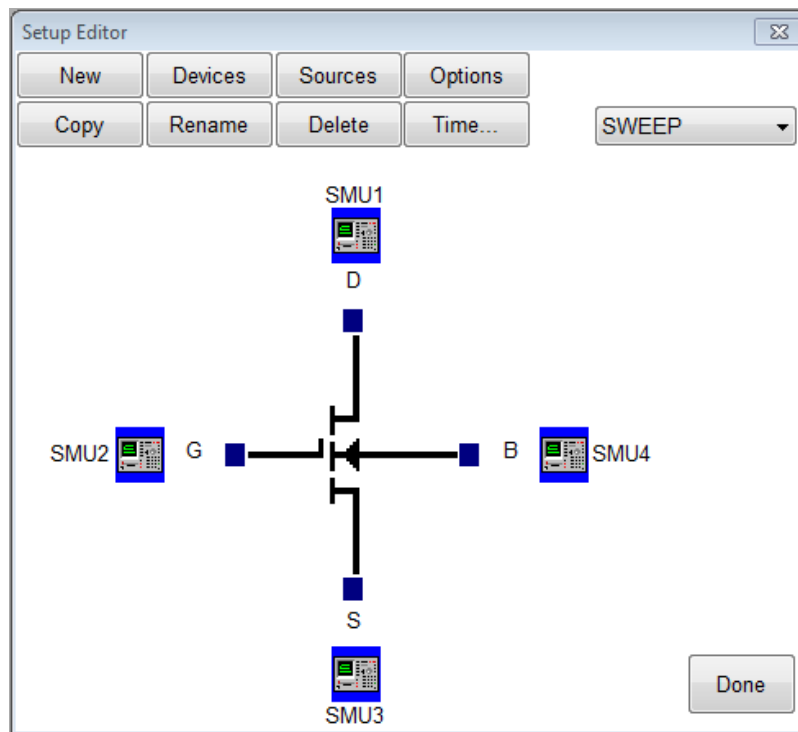 Setup Editor
New Devices Sources Options
Copy Rename Delete Time... SWEEP
SMU1
D
SMU2 G B SMU4
S
SMU3
Done